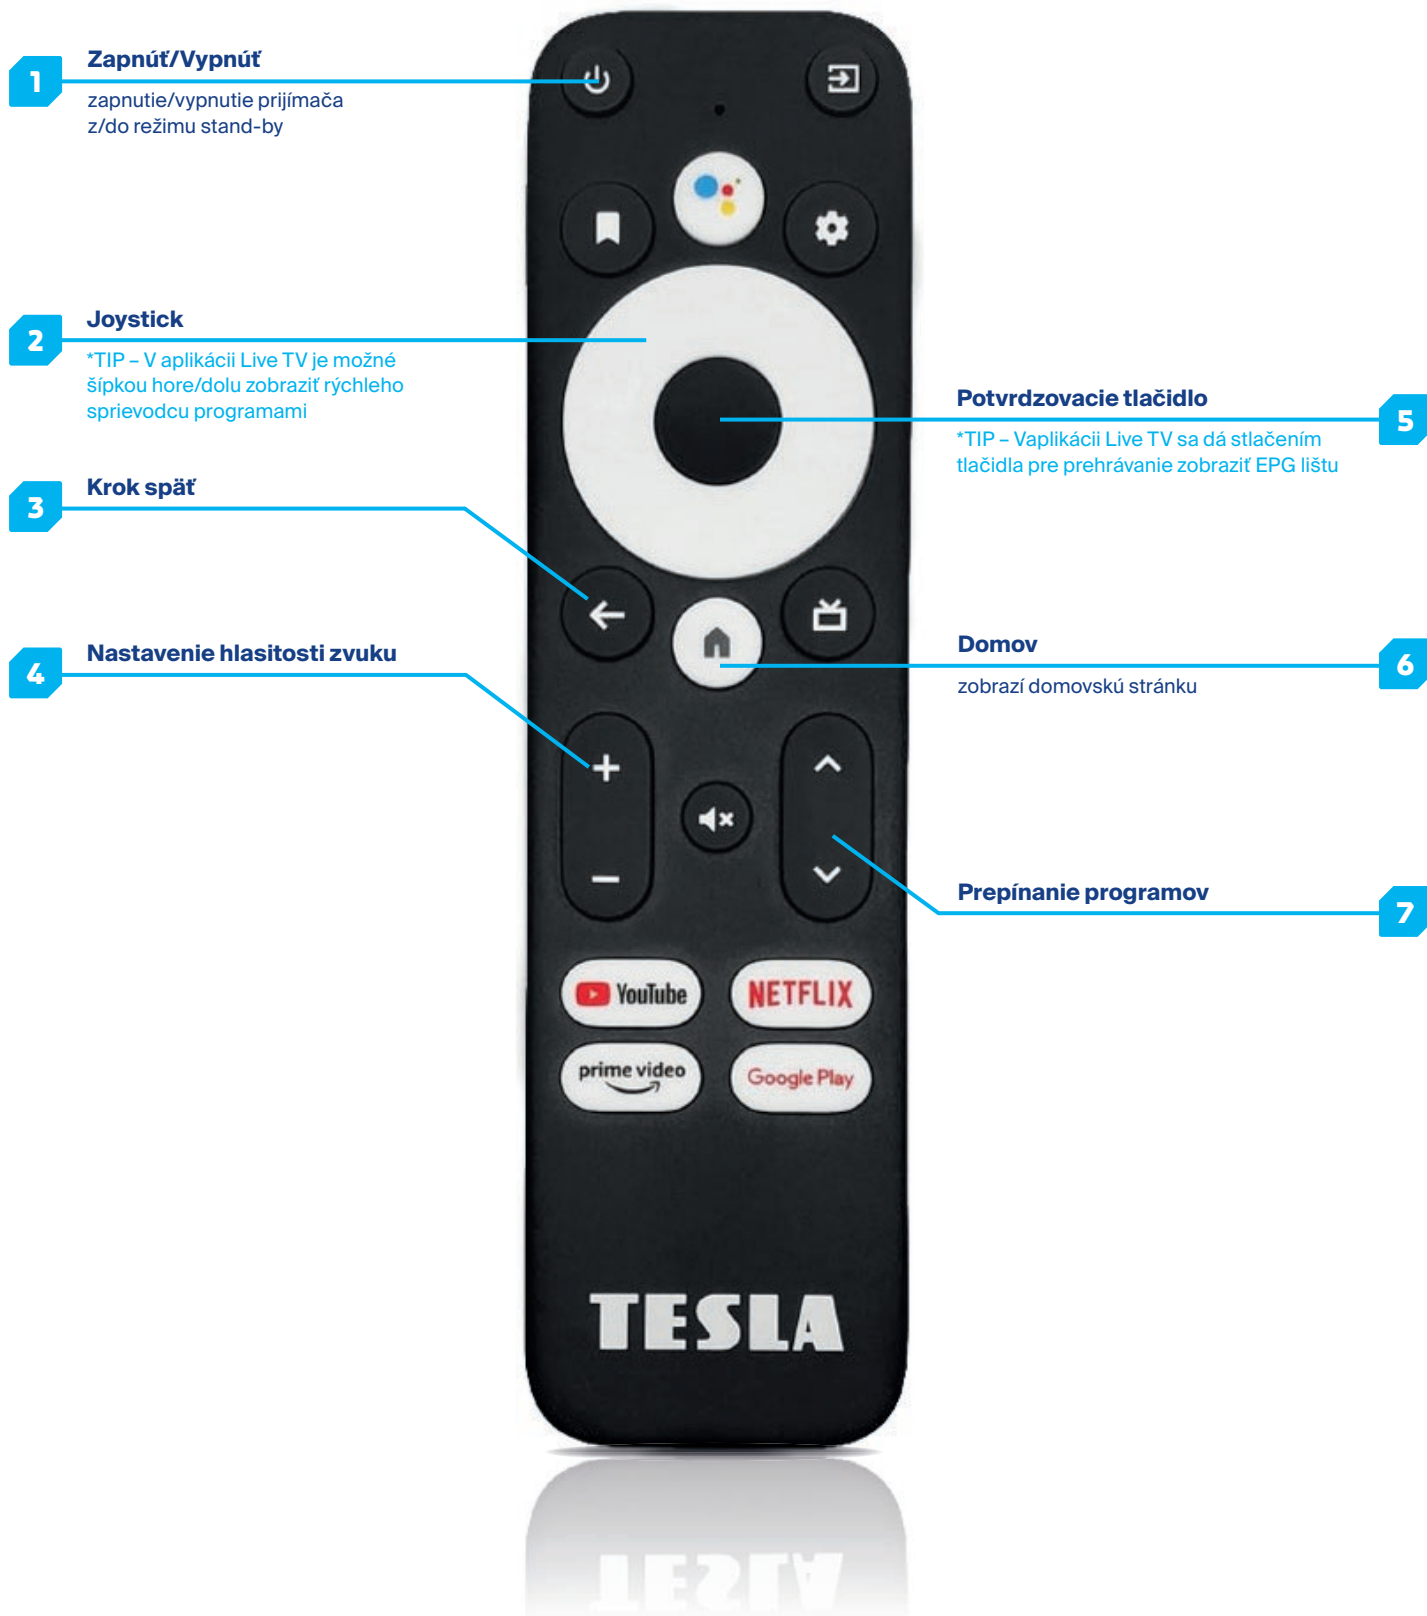 1
Zapnúť/Vypnúť
zapnutie/vypnutie prijímača
z/do režimu stand-by
2
Joystick
*TIP – V aplikácii Live TV je možné
šípkou hore/dolu zobraziť rýchleho
sprievodcu programami
3
Krok späť
4
Nastavenie hlasitosti zvuku
Potvrdzovacie tlačidlo
5
*TIP – Vaplikácii Live TV sa dá stlačením
tlačidla pre prehrávanie zobraziť EPG lištu
Domov
6
zobrazí domovskú stránku
Prepínanie programov
7
YouTube
NETFLIX
prime video
Google Play
TESLA